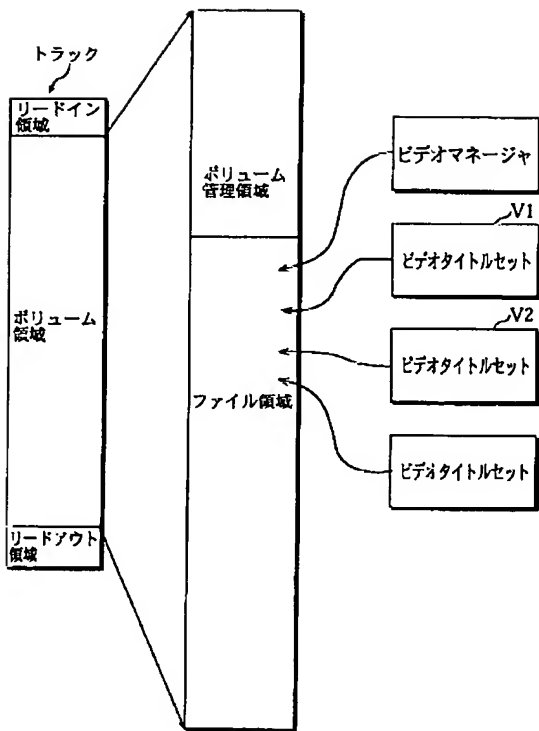 トラック
リードイン
領域
ボリューム
領域
リードアウト
領域
ボリューム
管理領域
ファイル領域
ビデオマネージャ
V1
ビデオタイトルセット
V2
ビデオタイトルセット
ビデオタイトルセット